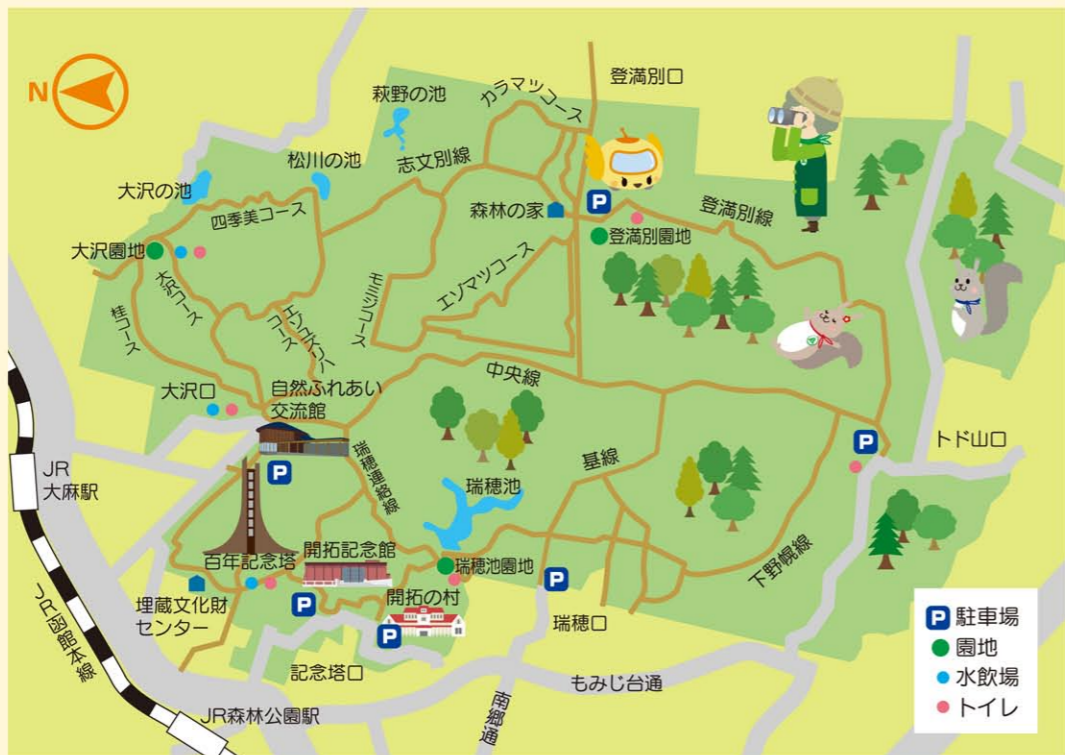 N
登満別口
萩野の池
カラマツコース
志文別線
松川の池
大沢の池
四季美コース
森林の家
P
登満別線
登満別園地
大沢園地
大沢コース
桂コース
エゾユズリハ
コース
モミジコース
エゾマツコース
中央線
大沢口
自然ふれあい
交流館
P
瑞穂連絡線
基線
P
トド山口
JR
大麻駅
瑞穂池
百年記念塔
開拓記念館
瑞穂池園地
下野幌線
埋蔵文化財
センター
P
開拓の村
P
P
瑞穂口
記念塔口
もみじ台通
南郷通
JR函館本線
JR森林公園駅
P 駐車場
園地
水飲場
トイレ